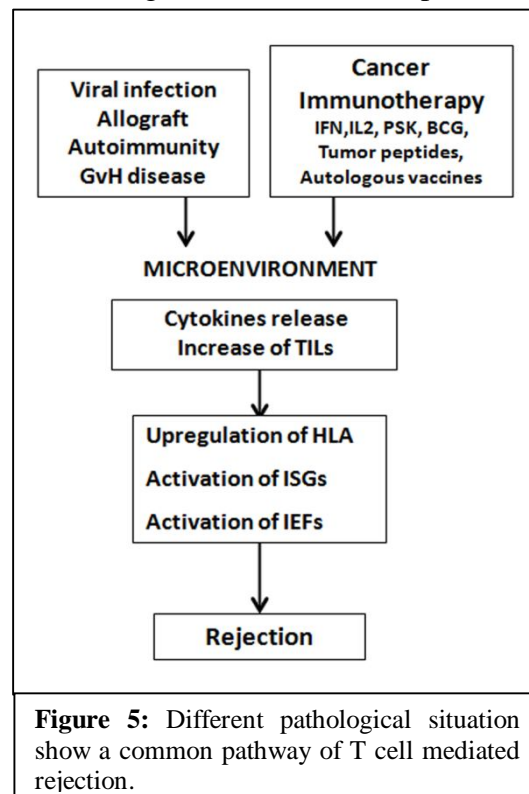 Viral infection
Allograft
Autoimmunity
GvH disease
Cancer
Immunotherapy
IFN,IL2, PSK, BCG,
Tumor peptides,
Autologous vaccines
MICROENVIRONMENT
Cytokines release
Increase of TILs
Upregulation of HLA
Activation of ISGs
Activation of IEFs
Rejection
Figure 5: Different pathological situation
show a common pathway of T cell mediated
rejection.